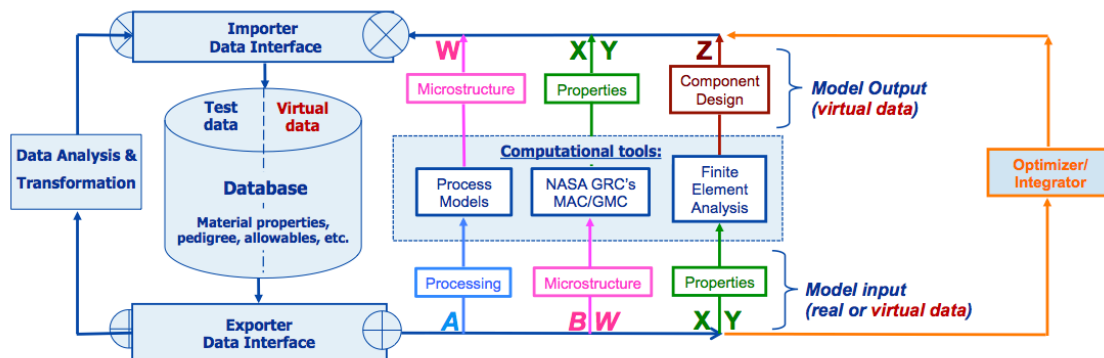 Importer
Data Interface
W
X Y
Z
Microstructure
Properties
Component
Design
Model Output
(virtual data)
Test
data
Virtual
data
Data Analysis &
Transformation
Database
Material properties,
pedigree, allowables, etc.
Computational tools:
Process
Models
NASA GRC's
MAC/GMC
Finite
Element
Analysis
Optimizer/
Integrator
Processing
Microstructure
Properties
Model input
(real or virtual data)
A
B W
X Y
Exporter
Data Interface